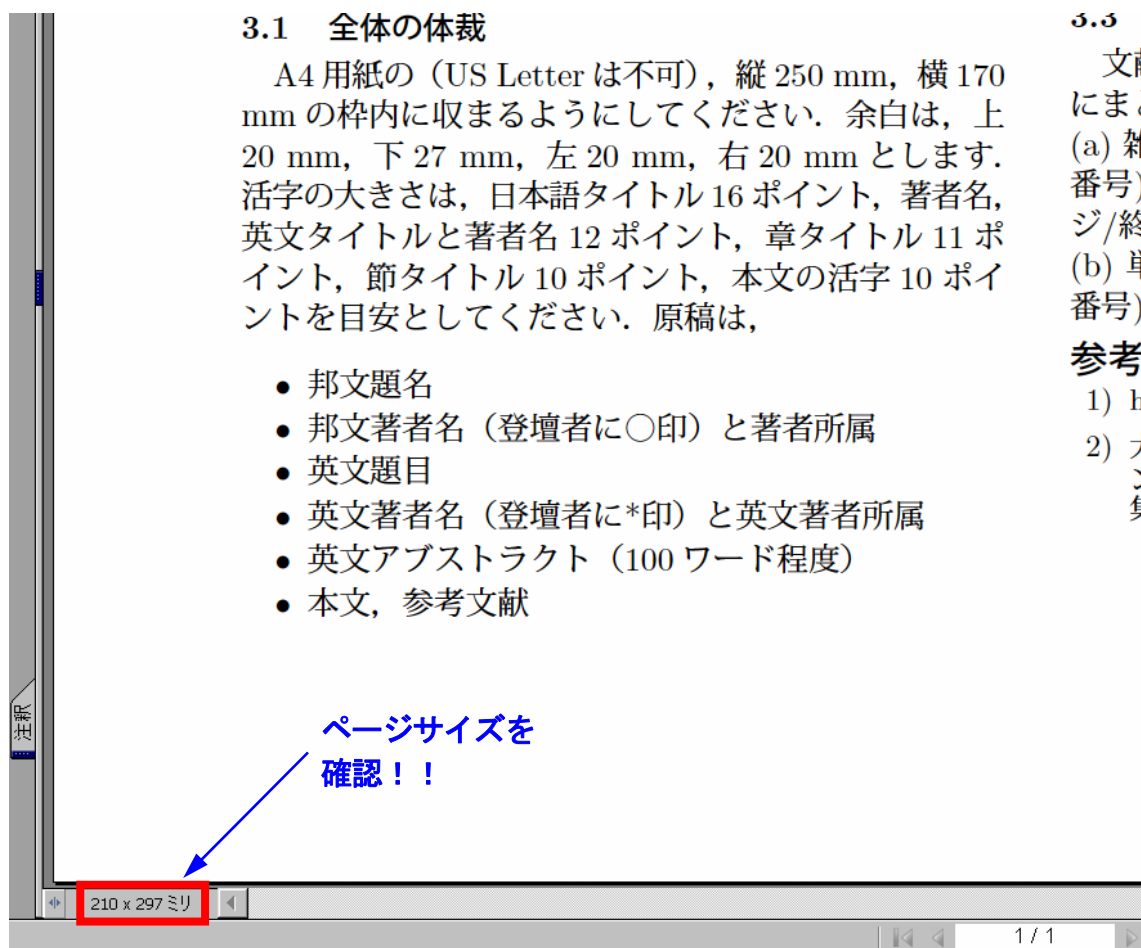 3.1 全体の体裁
A4 用紙の（US Letter は不可），縦 250 mm，横 170
mm の枠内に収まるようにしてください．余白は，上
20 mm，下 27 mm，左 20 mm，右 20 mm とします．
活字の大きさは，日本語タイトル 16 ポイント，著者名，
英文タイトルと著者名 12 ポイント，章タイトル 11 ポ
イント，節タイトル 10 ポイント，本文の活字 10 ポイ
ントを目安としてください．原稿は，
• 邦文題名
• 邦文著者名（登壇者に○印）と著者所属
• 英文題目
• 英文著者名（登壇者に*印）と英文著者所属
• 英文アブストラクト（100 ワード程度）
• 本文，参考文献
3.3
文
にま
(a)
番号)
ジ/終
(b)
番号)
参考
1) h
2)
注釈
ページサイズを
確認！！
210 x 297 ミリ
1 / 1